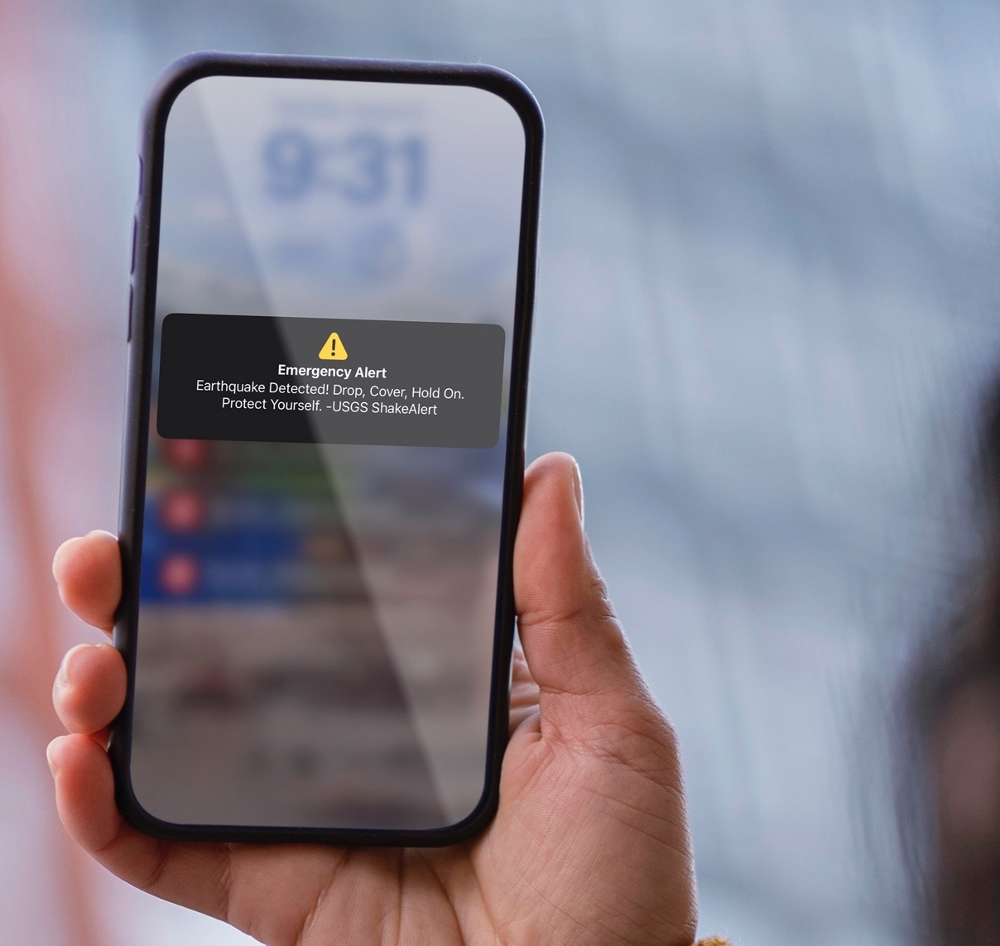 9:31
Emergency Alert
Earthquake Detected! Drop, Cover, Hold On.
Protect Yourself. -USGS ShakeAlert